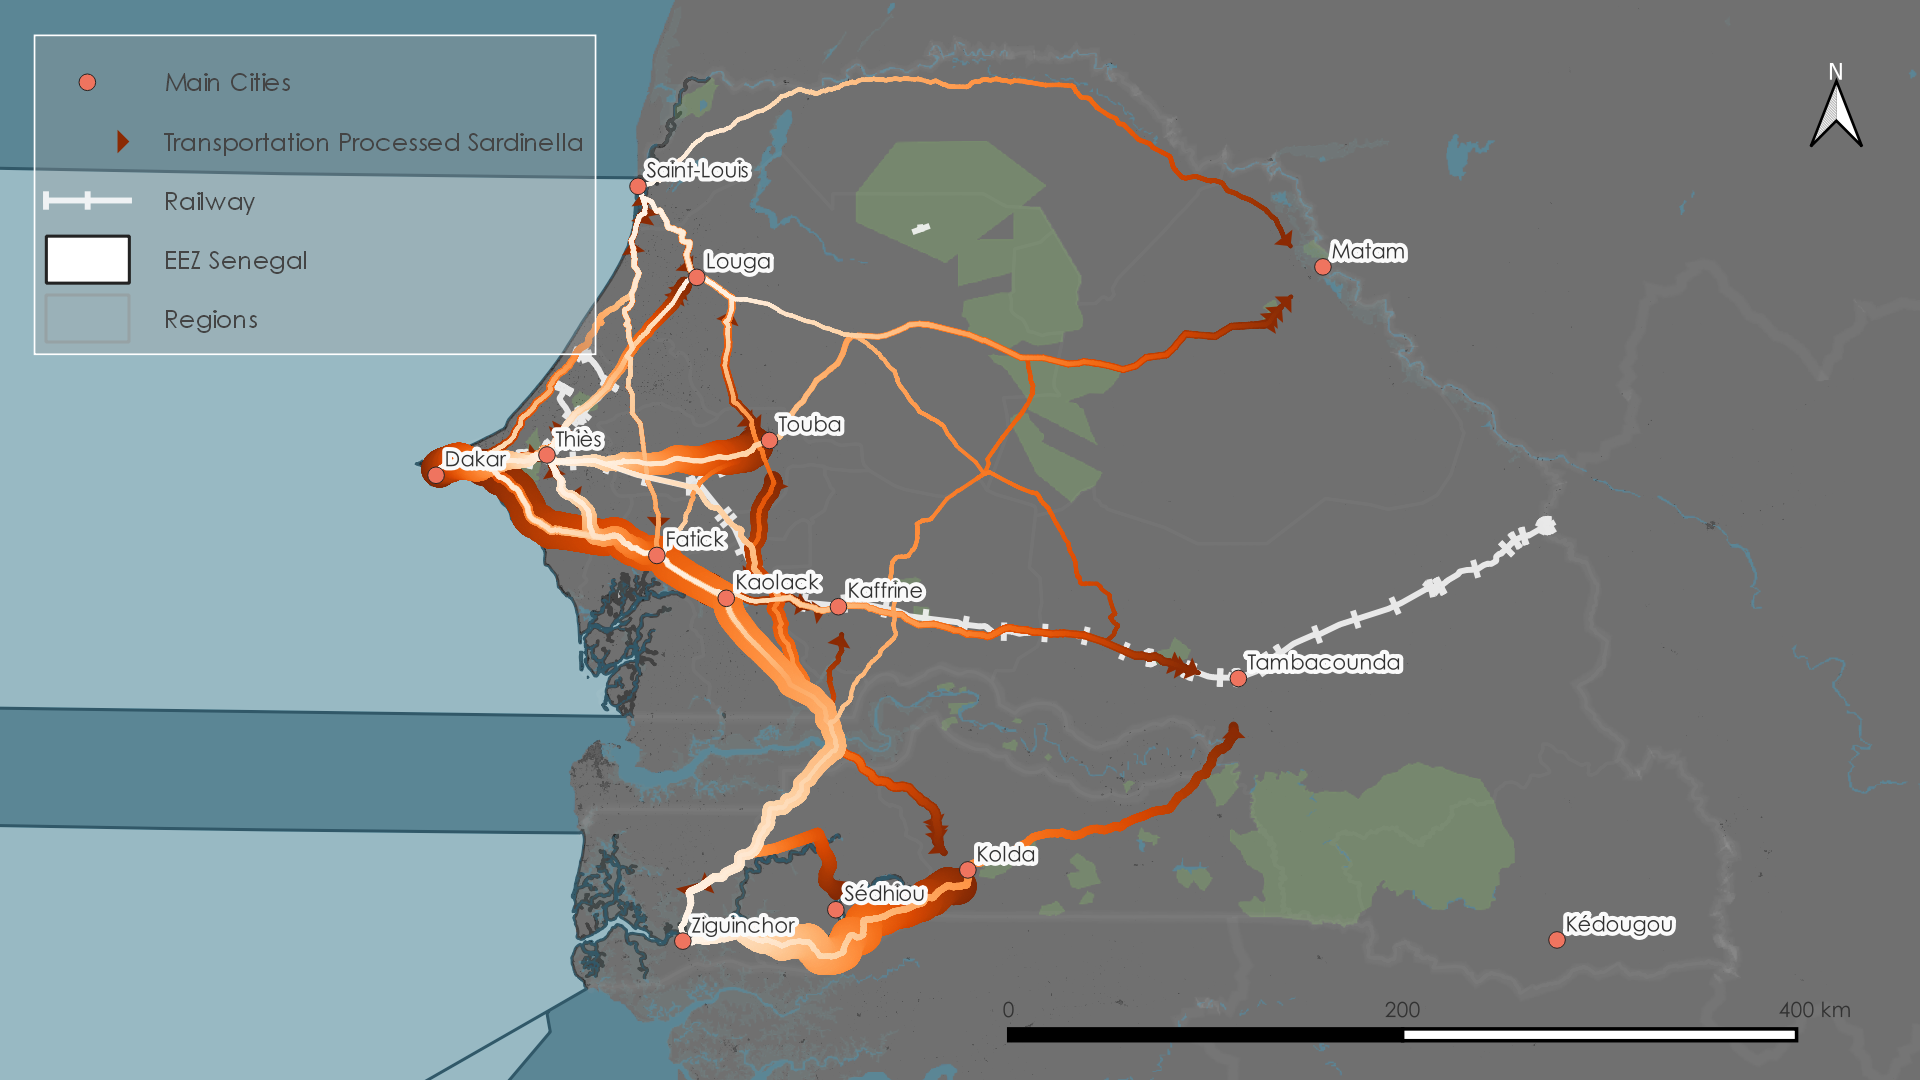 Main Cities
Transportation Processed Sardinella
Railway
EEZ Senegal
Regions
N
Saint-Louis
Louga
Matam
Touba
Thiès
Dakar
Fatick
Kaolack
Kaffrine
Tambacounda
Kolda
Sédhiou
Ziguinchor
Kédougou
0 200 400 km